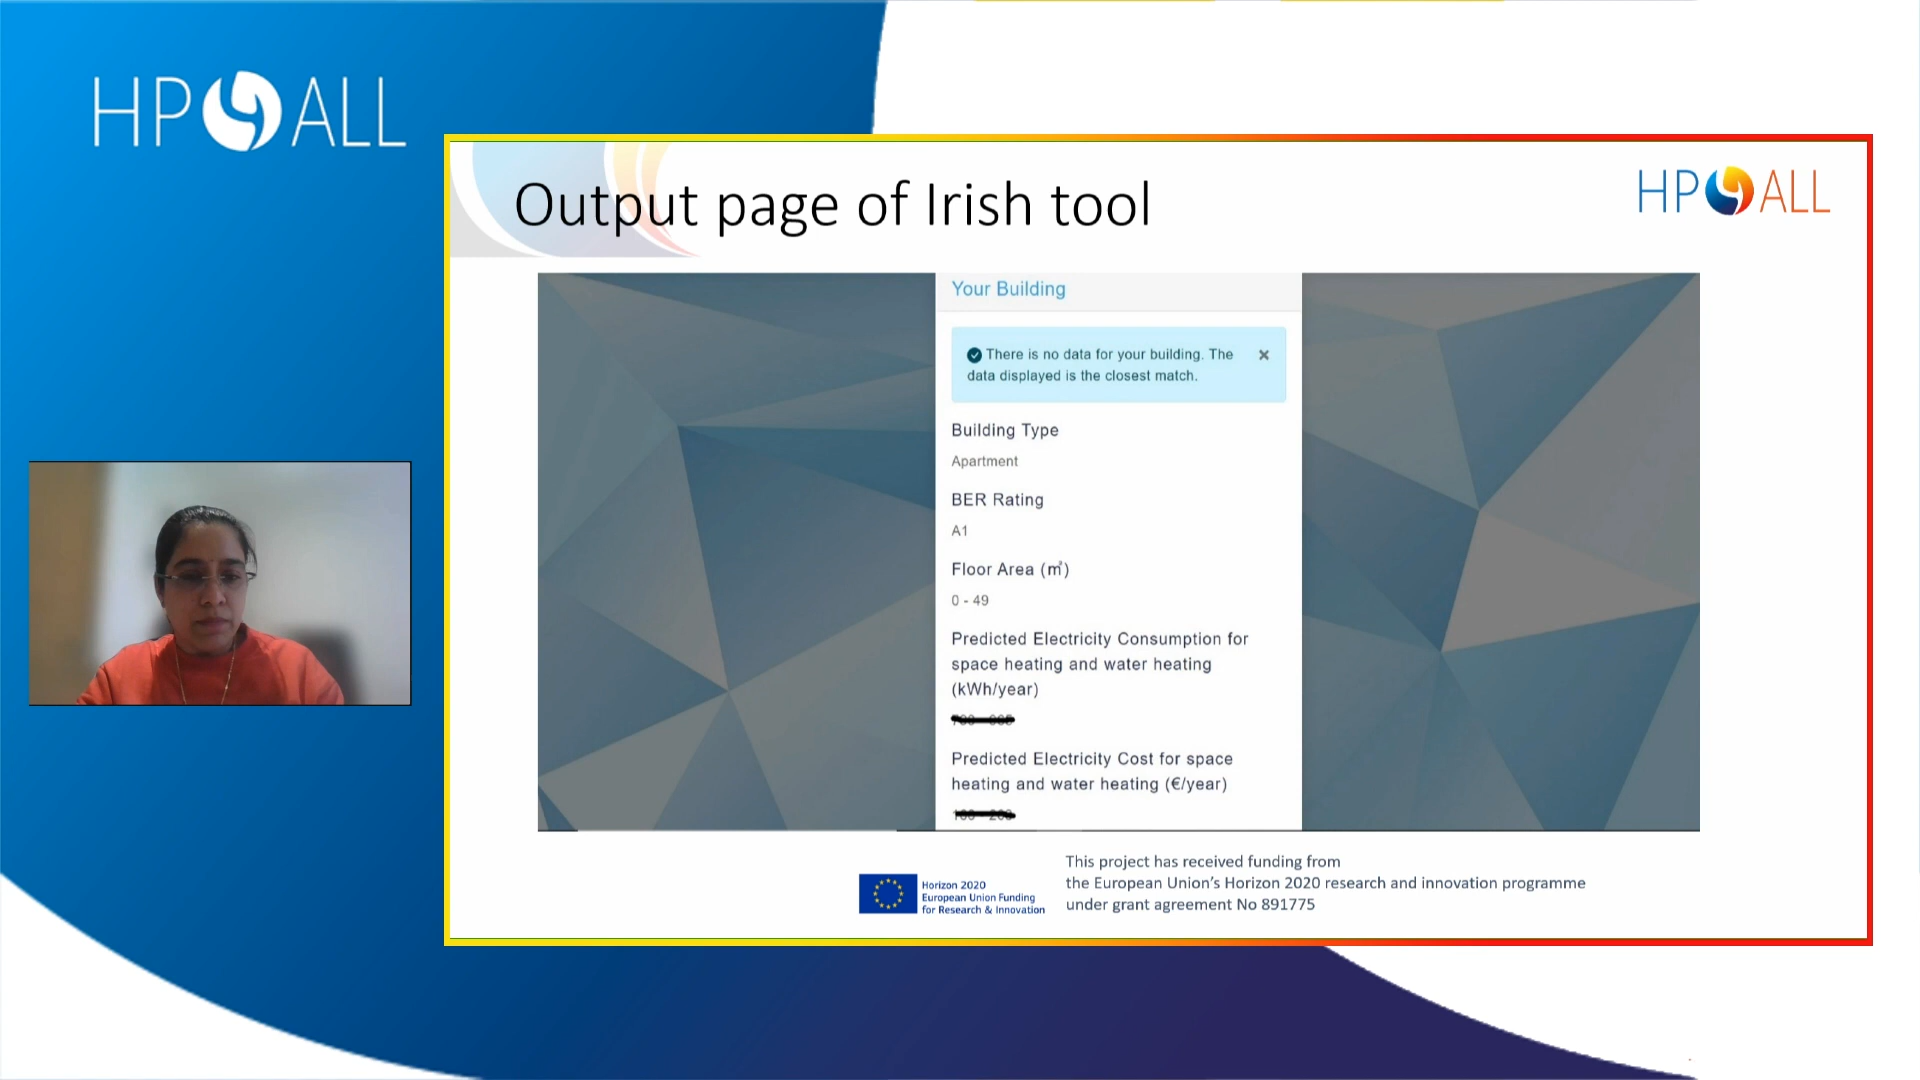 HP4ALL
HP4ALL
Output page of Irish tool
Your Building
There is no data for your building. The
data displayed is the closest match.
×
Building Type
Apartment
BER Rating
A1
Floor Area (㎡)
0 - 49
Predicted Electricity Consumption for
space heating and water heating
(kWh/year)
Predicted Electricity Cost for space
heating and water heating (€/year)
Horizon 2020
European Union Funding
for Research & Innovation
This project has received funding from
the European Union’s Horizon 2020 research and innovation programme
under grant agreement No 891775